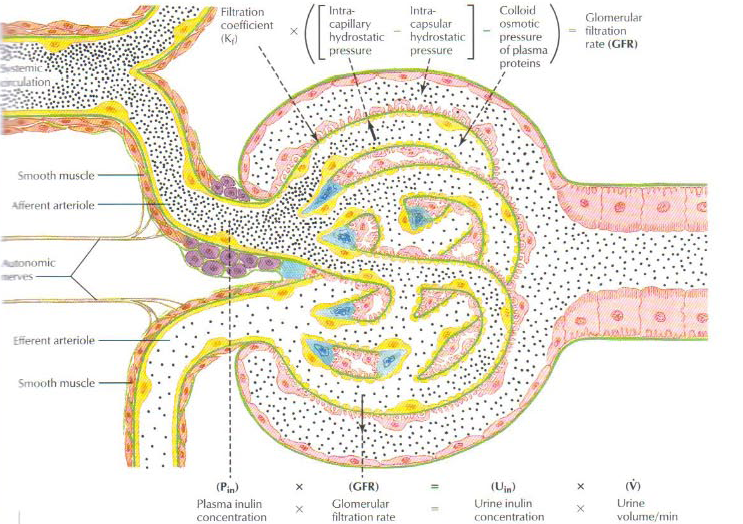 Filtration
coefficient
(Kf)
×
Intra-
capillary
hydrostatic
pressure
–
Intra-
capsular
hydrostatic
pressure
–
Colloid
osmotic
pressure
of plasma
proteins
=
Glomerular
filtration
rate (GFR)
Systemic
circulation
Smooth muscle
Afferent arteriole
Autonomic
nerves
Efferent arteriole
Smooth muscle
(Pin) × (GFR) = (Uin) × (V̇)
Plasma inulin
concentration
×
Glomerular
filtration rate
=
Urine inulin
concentration
×
Urine
volume/min